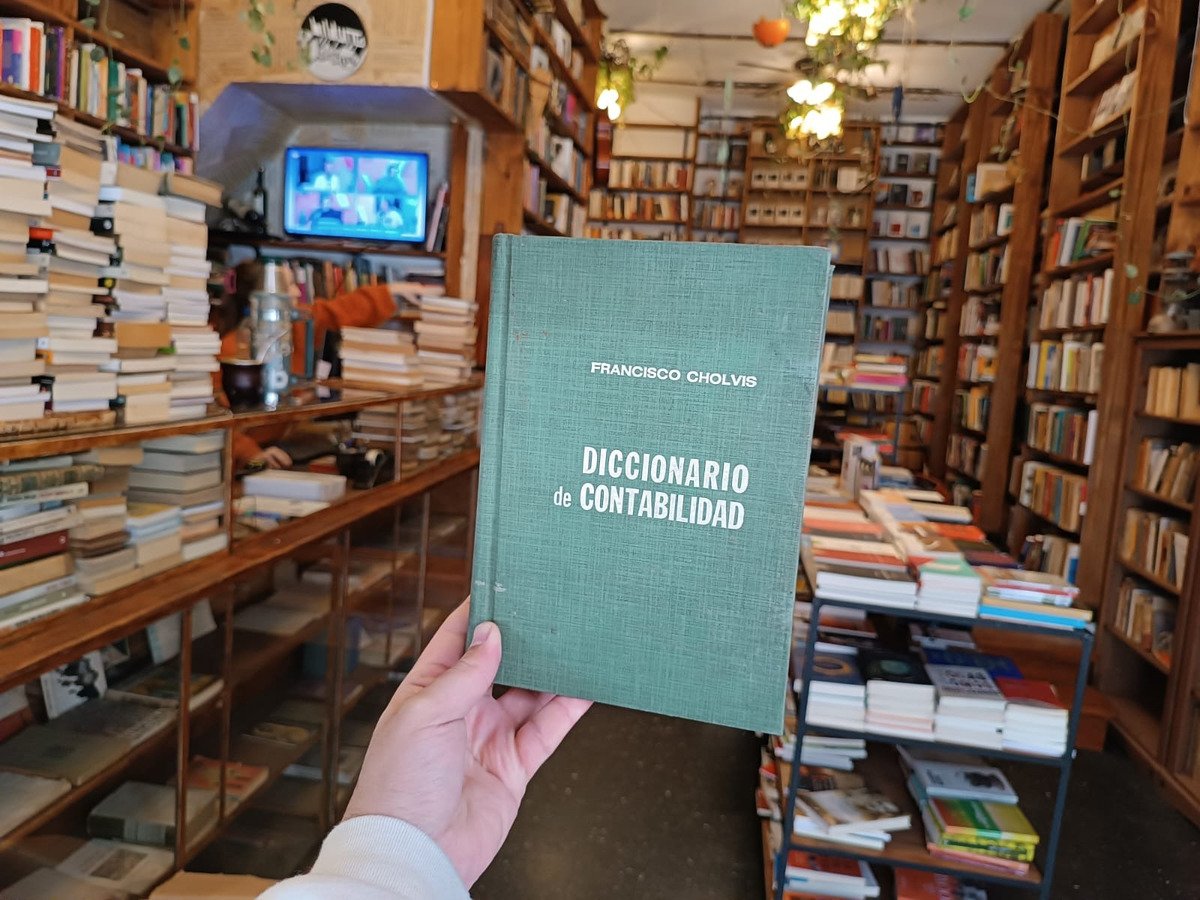 FRANCISCO CHOLVIS
DICCIONARIO
de CONTABILIDAD